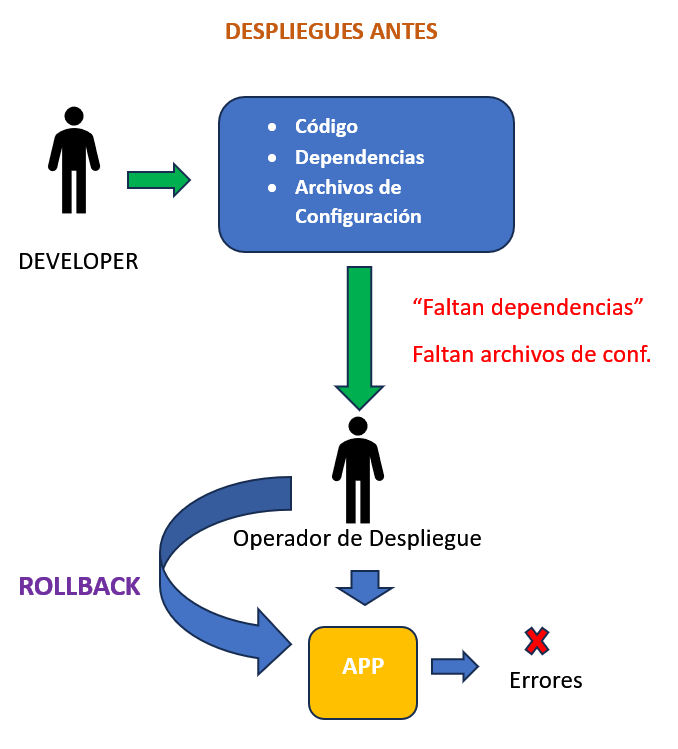 DESPLIEGUES ANTES
Código
Dependencias
Archivos de
Configuración
DEVELOPER
“Faltan dependencias”
Faltan archivos de conf.
Operador de Despliegue
ROLLBACK
APP
Errores